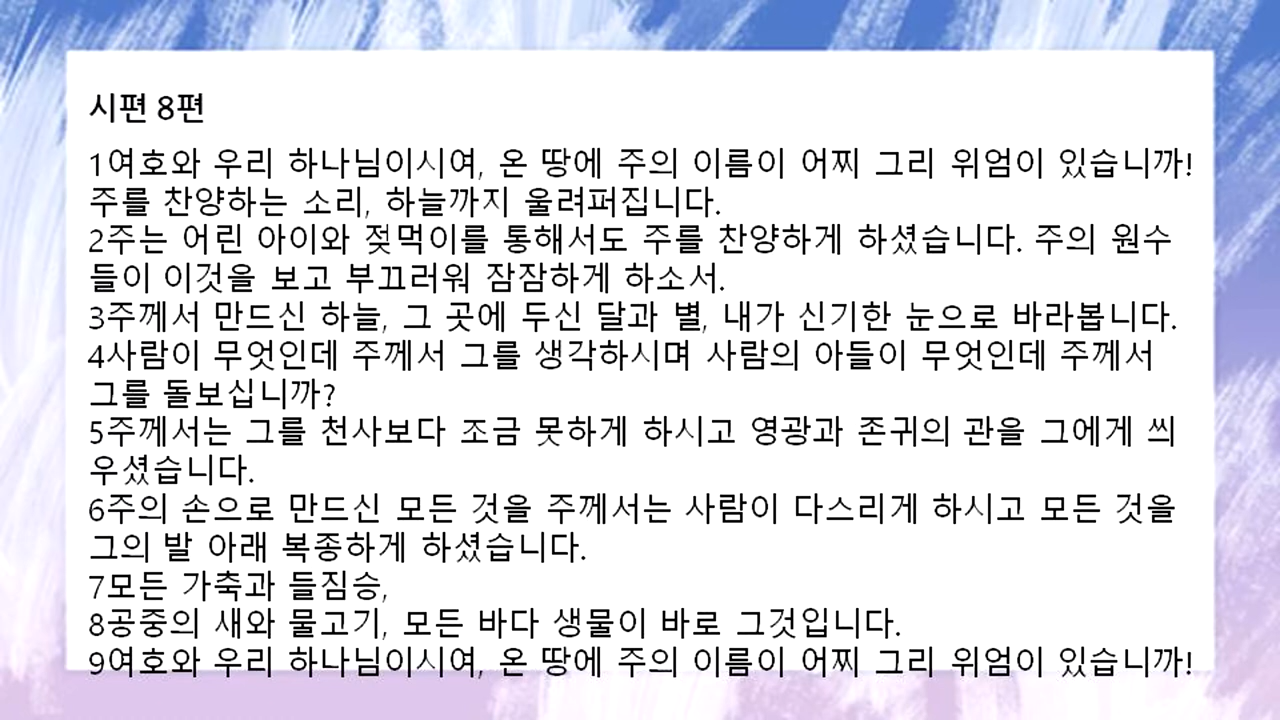 시편 8편
1여호와 우리 하나님이시여, 온 땅에 주의 이름이 어찌 그리 위엄이 있습니까!
주를 찬양하는 소리, 하늘까지 울려퍼집니다.
2주는 어린 아이와 젖먹이를 통해서도 주를 찬양하게 하셨습니다. 주의 원수
들이 이것을 보고 부끄러워 잠잠하게 하소서.
3주께서 만드신 하늘, 그 곳에 두신 달과 별, 내가 신기한 눈으로 바라봅니다.
4사람이 무엇인데 주께서 그를 생각하시며 사람의 아들이 무엇인데 주께서
그를 돌보십니까?
5주께서는 그를 천사보다 조금 못하게 하시고 영광과 존귀의 관을 그에게 씌
우셨습니다.
6주의 손으로 만드신 모든 것을 주께서는 사람이 다스리게 하시고 모든 것을
그의 발 아래 복종하게 하셨습니다.
7모든 가축과 들짐승,
8공중의 새와 물고기, 모든 바다 생물이 바로 그것입니다.
9여호와 우리 하나님이시여, 온 땅에 주의 이름이 어찌 그리 위엄이 있습니까!